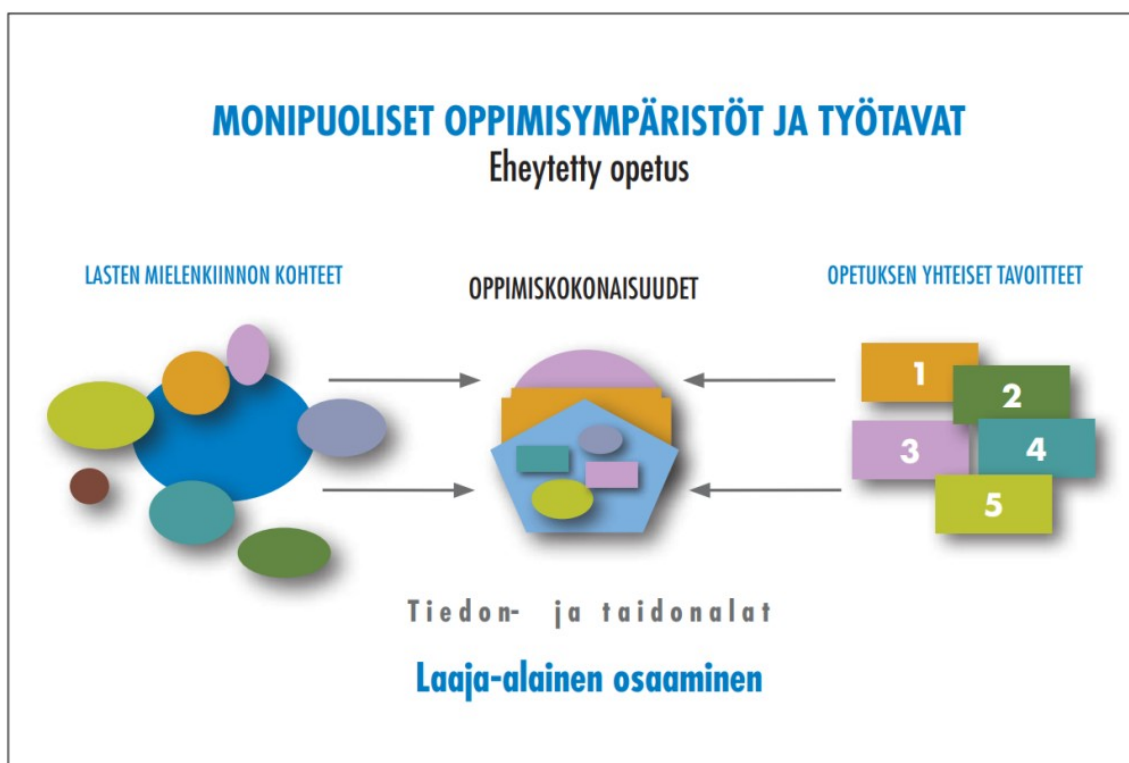 MONIPUOLISET OPPIMISYMPÄRISTÖT JA TYÖTAVAT
Eheytetty opetus
LASTEN MIELENKIINNON KOHTEET
OPPIMISKOKONAISUUDET
OPETUKSEN YHTEISET TAVOITTEET
1
2
3
4
5
Tiedon- ja taidonalat
Laaja-alainen osaaminen